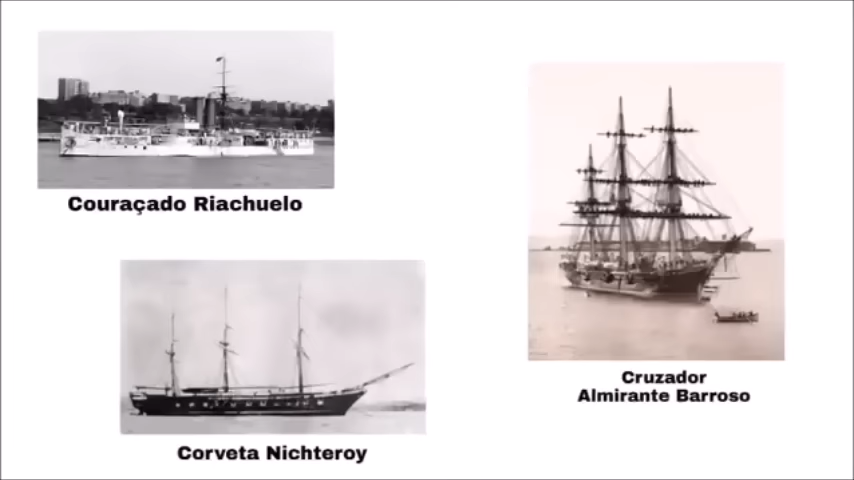 Couraçado Riachuelo
Corveta Nichteroy
Cruzador
Almirante Barroso